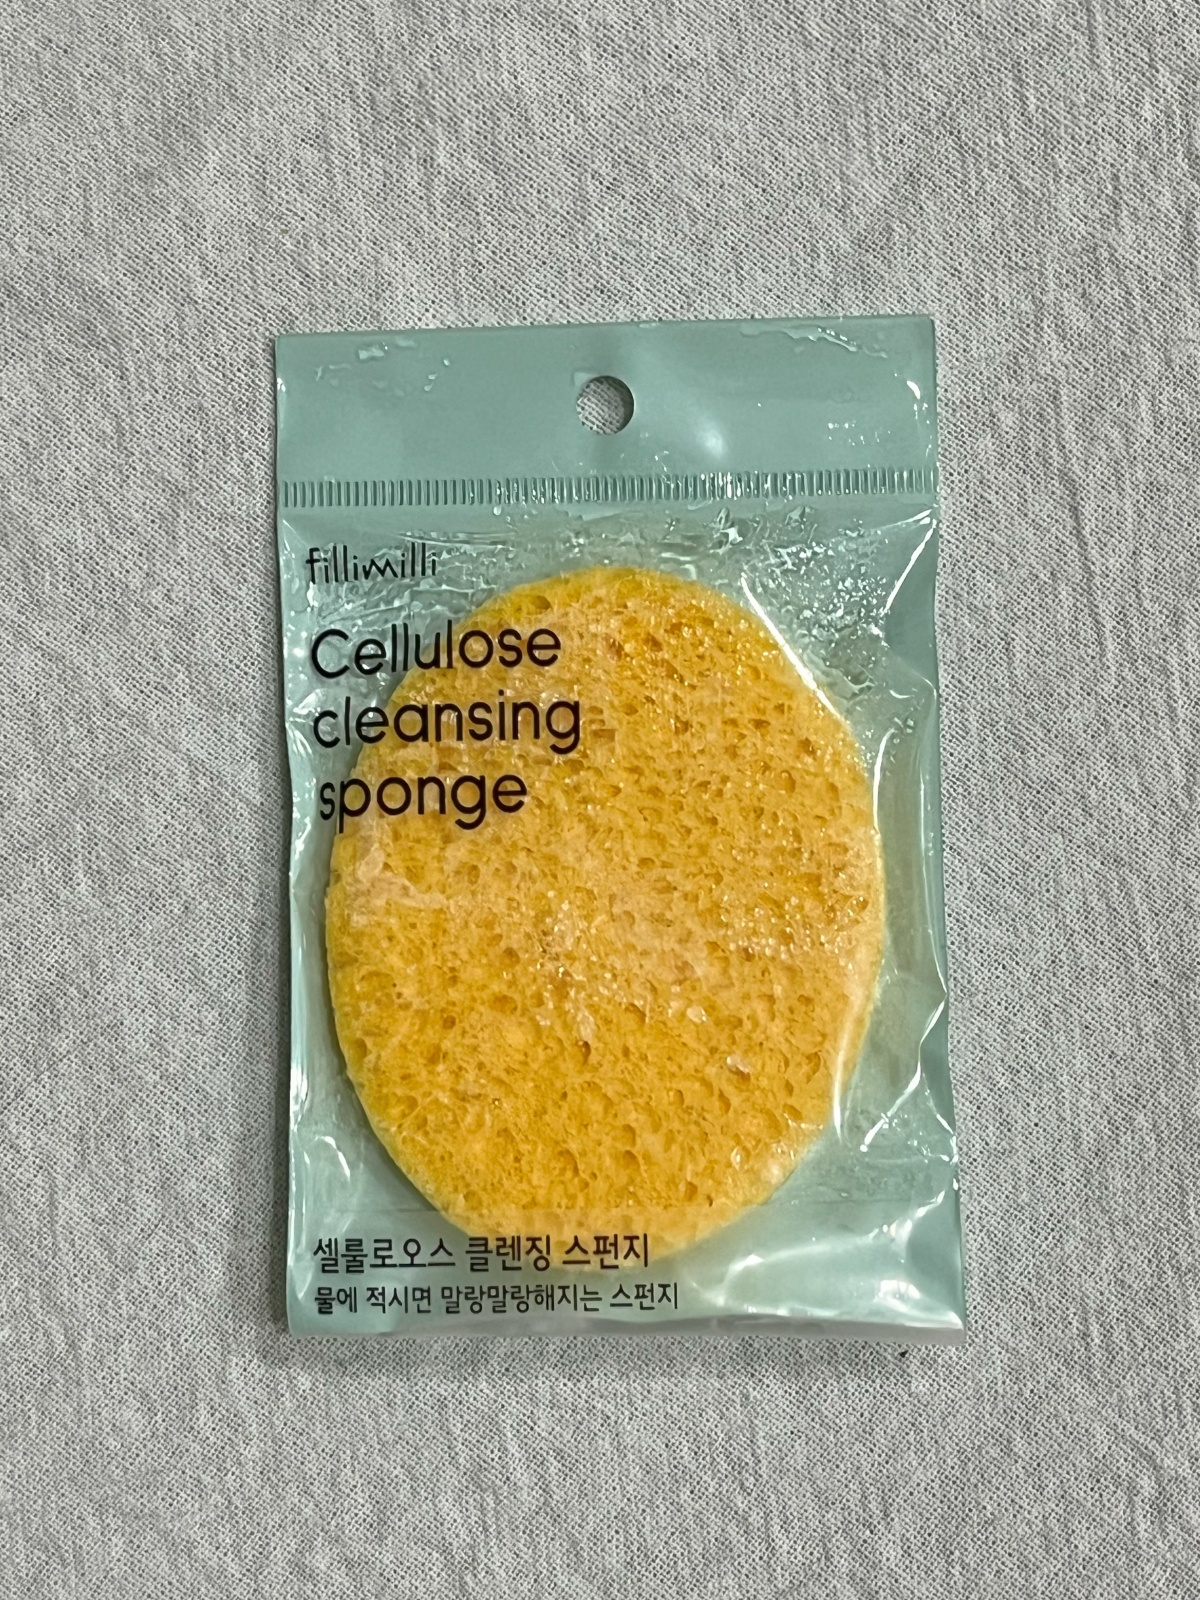 fillimilli
Cellulose
cleansing
sponge
셀룰로오스 클렌징 스펀지
물에 적시면 말랑말랑해지는 스펀지